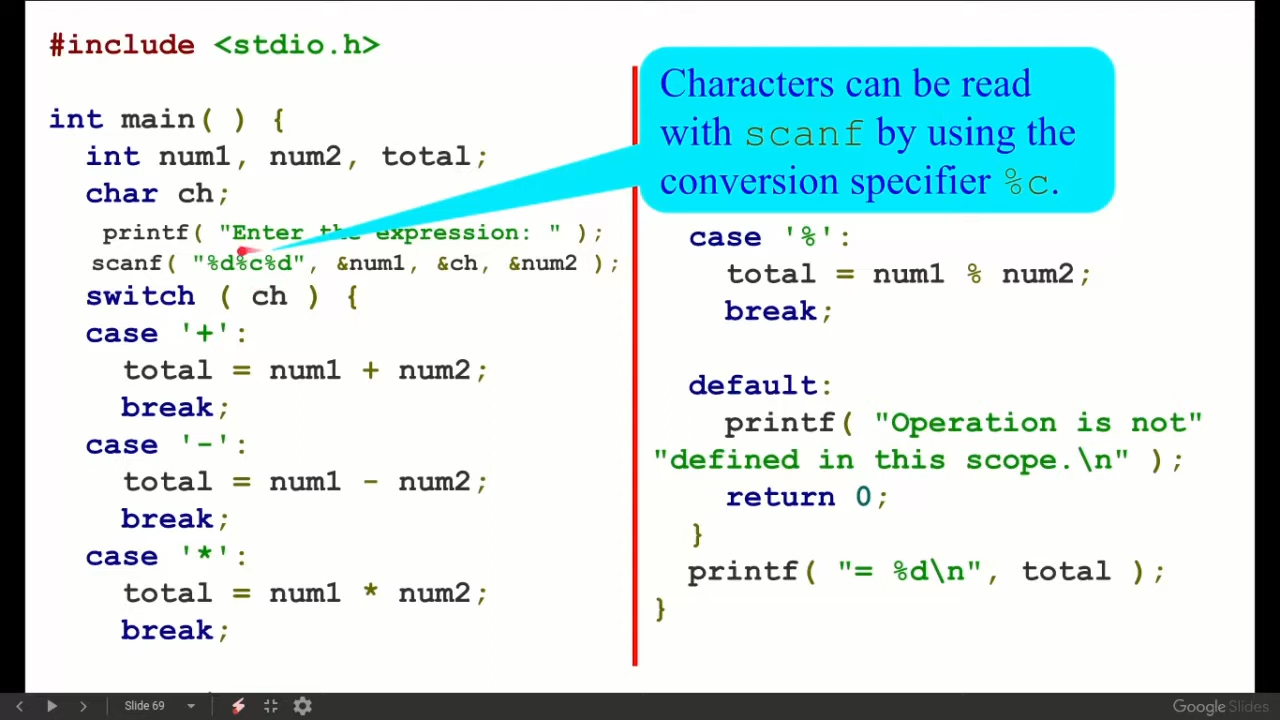 #include <stdio.h>
int main( ) {
int num1, num2, total;
char ch;
printf( "Enter the expression: " );
scanf( "%d%c%d", &num1, &ch, &num2 );
switch ( ch ) {
case '+':
total = num1 + num2;
break;
case '-':
total = num1 - num2;
break;
case '*':
total = num1 * num2;
break;
Characters can be read
with scanf by using the
conversion specifier %c.
case '%':
total = num1 % num2;
break;
default:
printf( "Operation is not"
"defined in this scope.\n" );
return 0;
}
printf( "= %d\n", total );
}
Slide 69
Google Slides